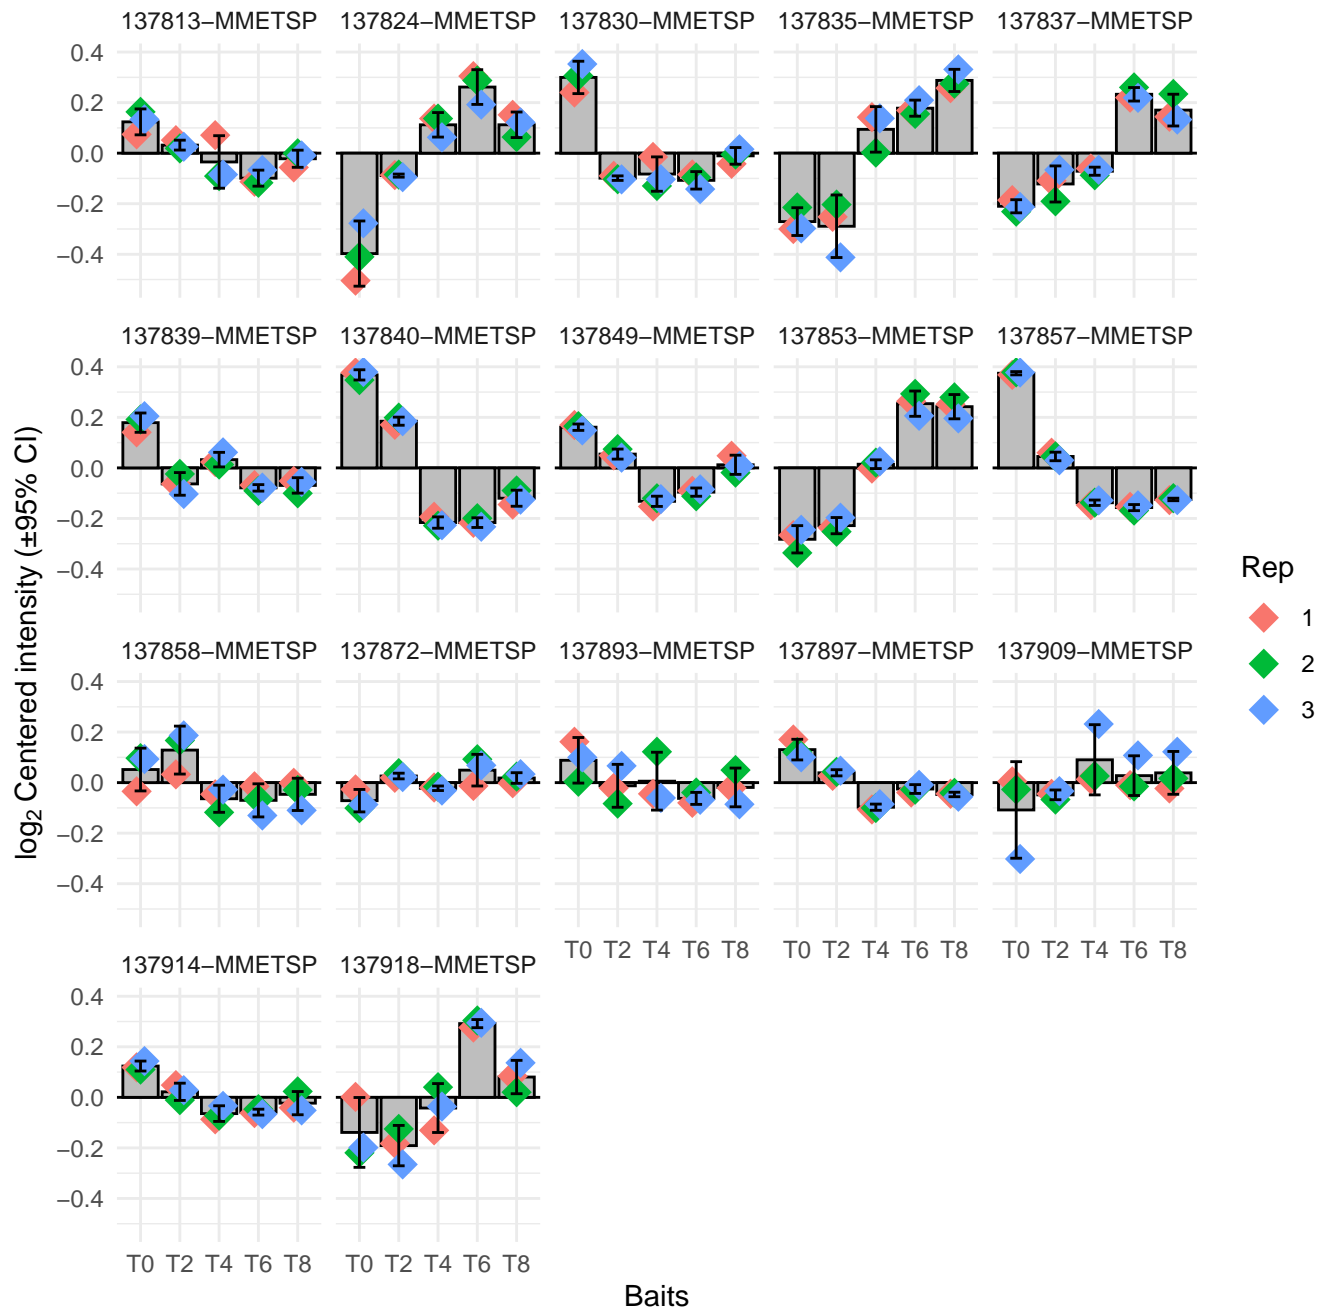 137813−MMETSP 137824−MMETSP 137830−MMETSP 137835−MMETSP 137837−MMETSP
0.4
0.2
0.0
−0.2
−0.4
137839−MMETSP 137840−MMETSP 137849−MMETSP 137853−MMETSP 137857−MMETSP
0.4
0.2
0.0
−0.2
−0.4
137858−MMETSP 137872−MMETSP 137893−MMETSP 137897−MMETSP 137909−MMETSP
0.4
0.2
0.0
−0.2
−0.4
T0 T2 T4 T6 T8 T0 T2 T4 T6 T8 T0 T2 T4 T6 T8
137914−MMETSP 137918−MMETSP
0.4
0.2
0.0
−0.2
−0.4
T0 T2 T4 T6 T8 T0 T2 T4 T6 T8
Baits
log₂ Centered intensity (±95% CI)
Rep
1
2
3